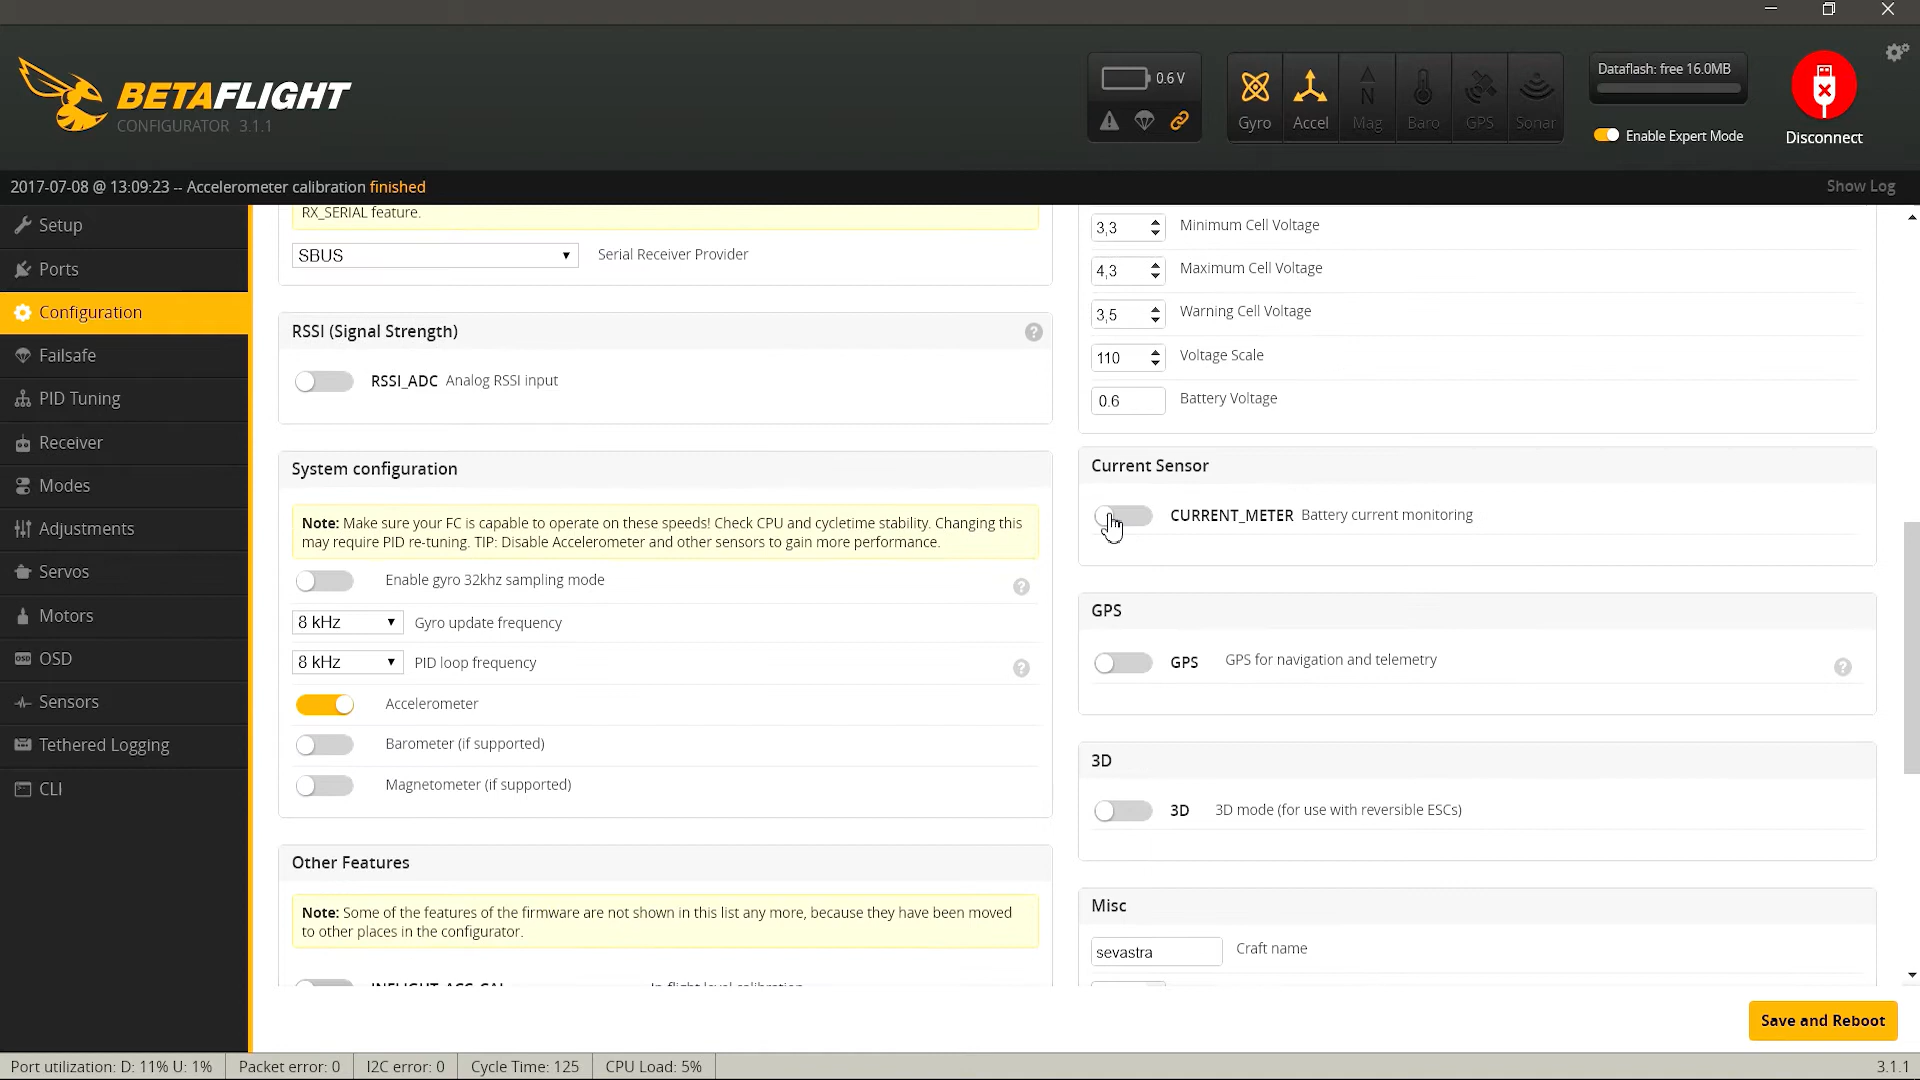 BETAFLIGHT
CONFIGURATOR 3.1.1
0.6 V
Gyro
Accel
Mag
Baro
GPS
Sonar
Dataflash: free 16.0MB
Enable Expert Mode
Disconnect
2017-07-08 @ 13:09:23 -- Accelerometer calibration finished
Show Log
Setup
Ports
Configuration
Failsafe
PID Tuning
Receiver
Modes
Adjustments
Servos
Motors
OSD
Sensors
Tethered Logging
CLI
RX_SERIAL feature.
SBUS
Serial Receiver Provider
RSSI (Signal Strength)
RSSI_ADC Analog RSSI input
System configuration
Note: Make sure your FC is capable to operate on these speeds! Check CPU and cycletime stability. Changing this
may require PID re-tuning. TIP: Disable Accelerometer and other sensors to gain more performance.
Enable gyro 32khz sampling mode
8 kHz Gyro update frequency
8 kHz PID loop frequency
Accelerometer
Barometer (if supported)
Magnetometer (if supported)
Other Features
Note: Some of the features of the firmware are not shown in this list any more, because they have been moved
to other places in the configurator.
INFLIGHT_ACC_CAL In-flight level calibration
3,3 Minimum Cell Voltage
4,3 Maximum Cell Voltage
3,5 Warning Cell Voltage
110 Voltage Scale
0.6 Battery Voltage
Current Sensor
CURRENT_METER Battery current monitoring
GPS
GPS GPS for navigation and telemetry
3D
3D 3D mode (for use with reversible ESCs)
Misc
sevastra Craft name
Save and Reboot
Port utilization: D: 11% U: 1%
Packet error: 0
I2C error: 0
Cycle Time: 125
CPU Load: 5%
3.1.1